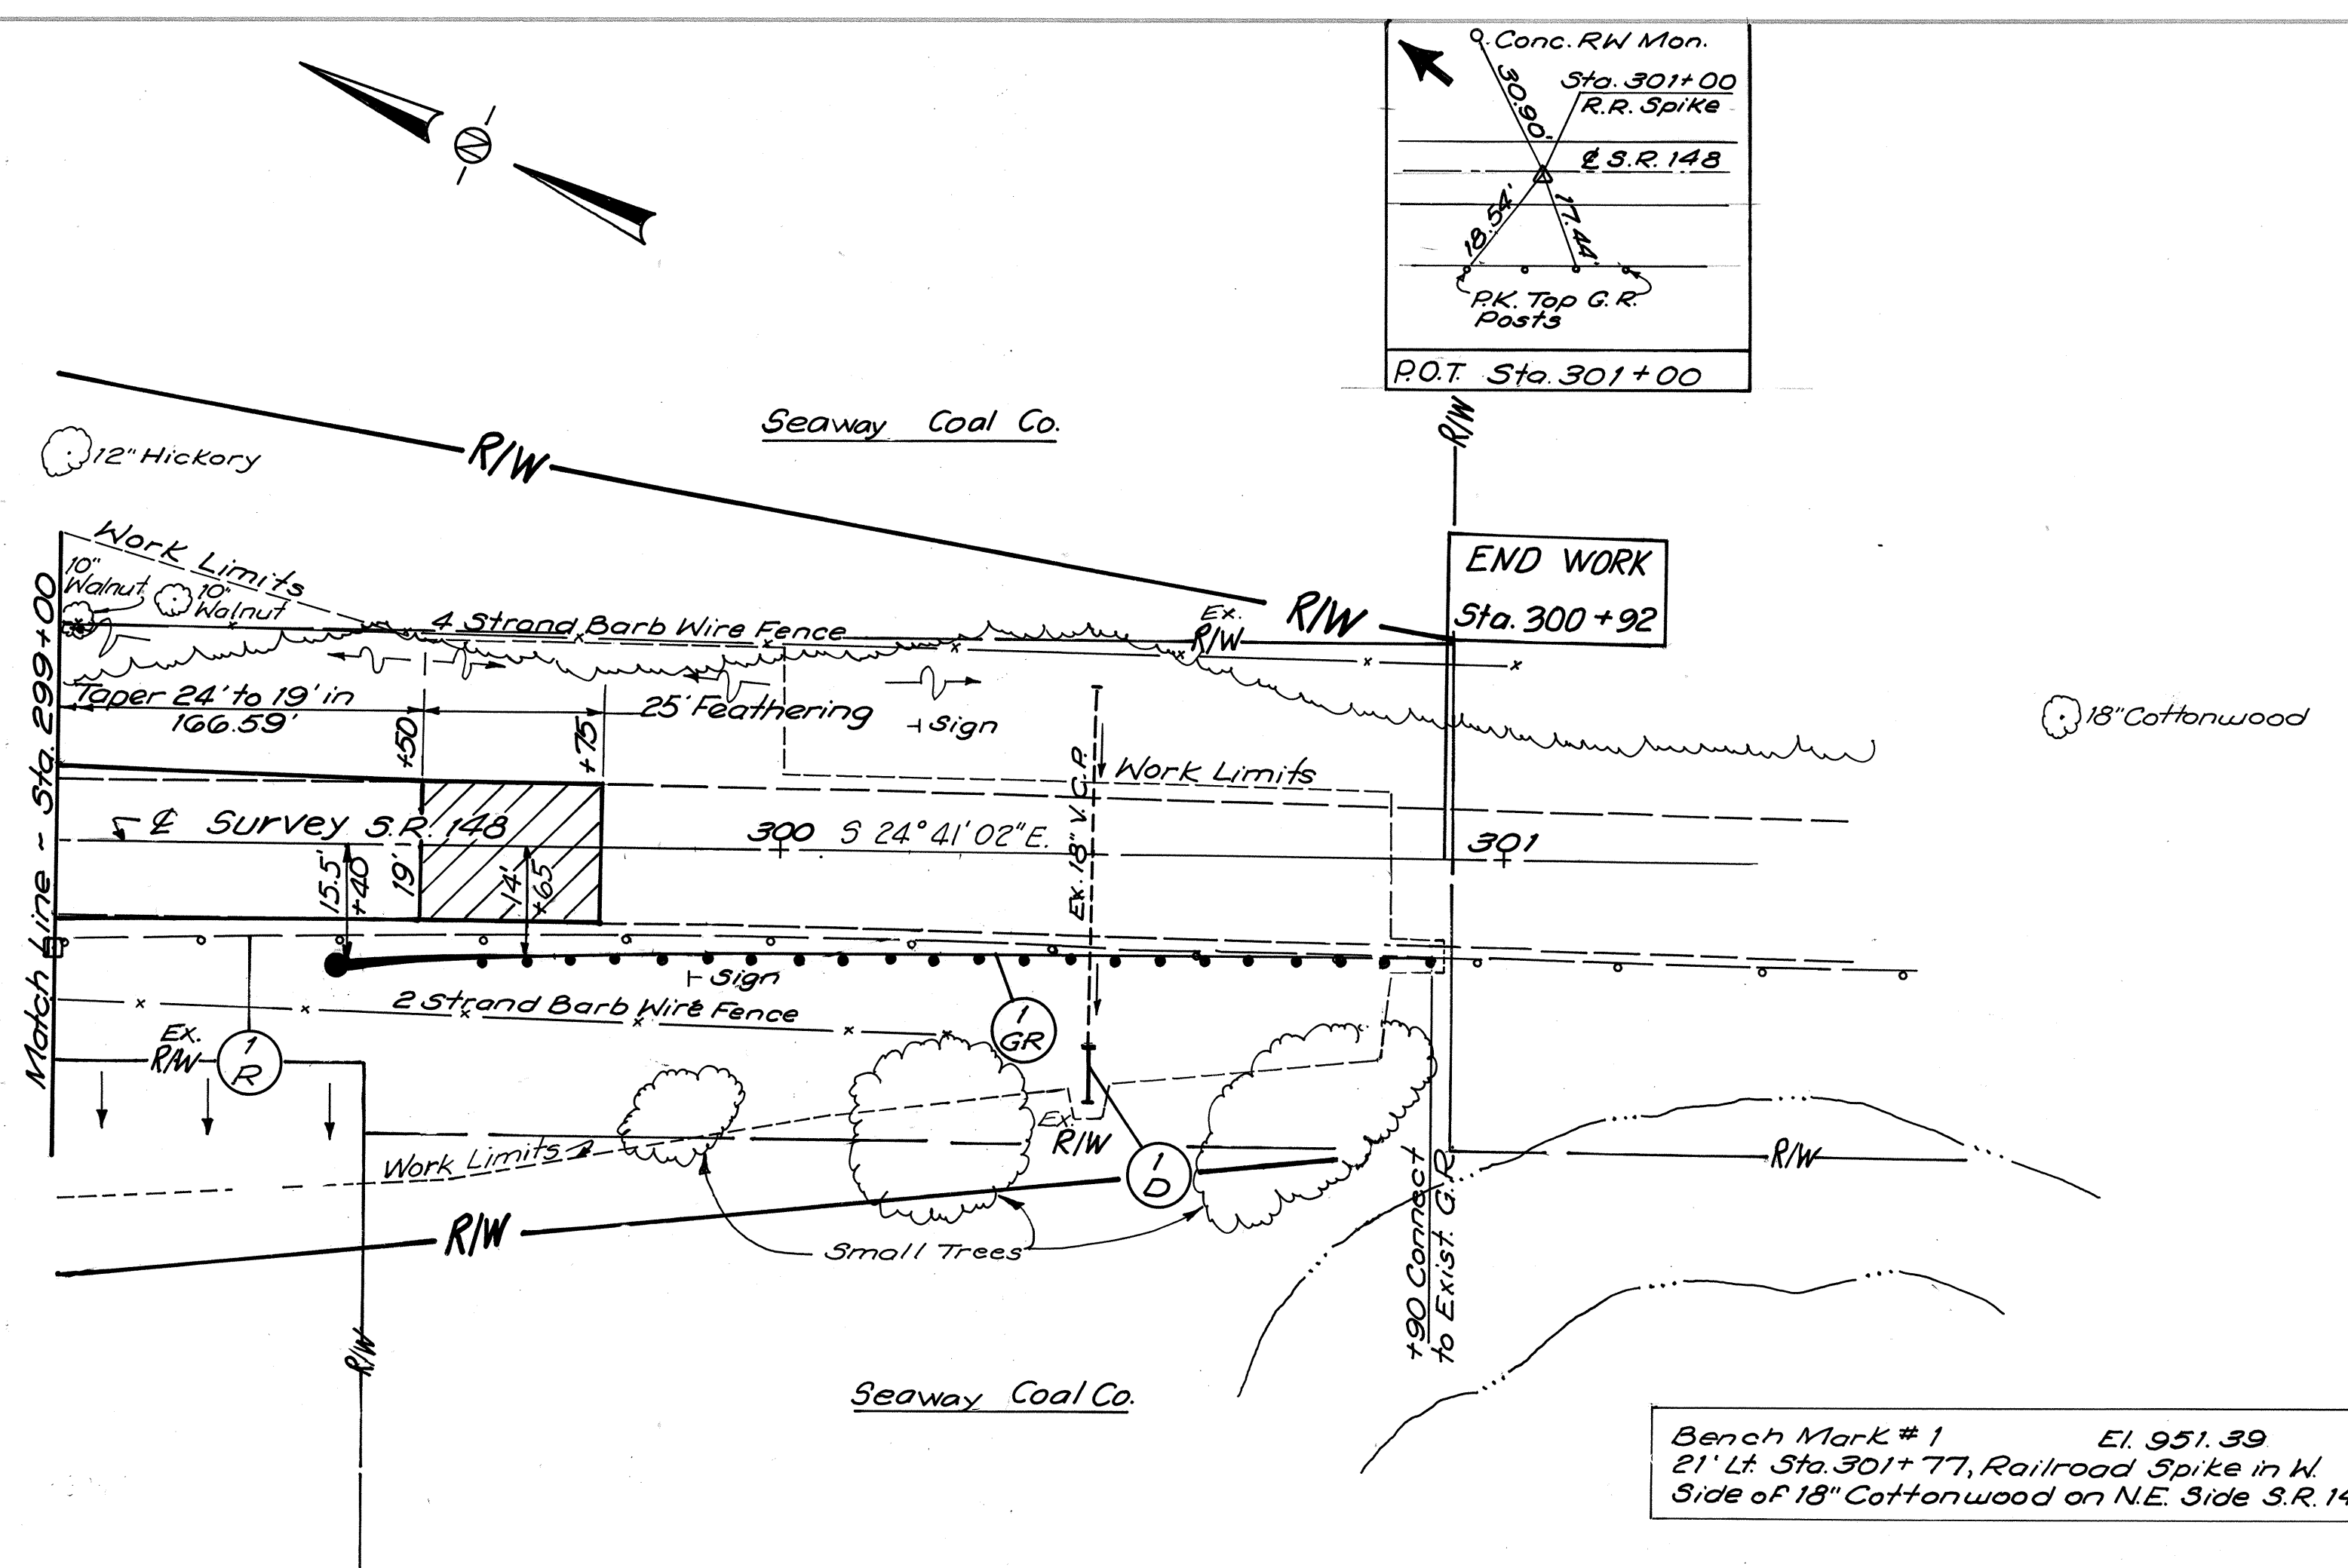 N
Conc. RW Mon.
Sta. 301+00
R.R. Spike
30.90'
℄ S.R. 148
18.54'
17.44'
P.K. Top G.R.
Posts
P.O.T. Sta. 301+00
Seaway Coal Co.
R/W
R/W
12" Hickory
Work Limits
10"
Walnut
10"
Walnut
4 Strand Barb Wire Fence
Ex.
R/W
R/W
END WORK
Sta. 300+92
Match Line ~ Sta. 299+00
Taper 24' to 19' in
166.59'
+50
+75
25' Feathering
Sign
18" Cottonwood
Work Limits
℄ Survey S.R. 148
300
S 24° 41' 02" E.
Ex. 18" V.C.P.
301
15.5'
+40
19'
14'
+65
Sign
2 Strand Barb Wire Fence
1
GR
Ex.
R/W
1
R
Ex.
R/W
Work Limits
1
D
R/W
R/W
Small Trees
+90 Connect
to Exist. G.R.
R/W
Seaway Coal Co.
Bench Mark # 1 El. 951.39
21' Lt. Sta. 301+77, Railroad Spike in W.
Side of 18" Cottonwood on N.E. Side S.R. 14